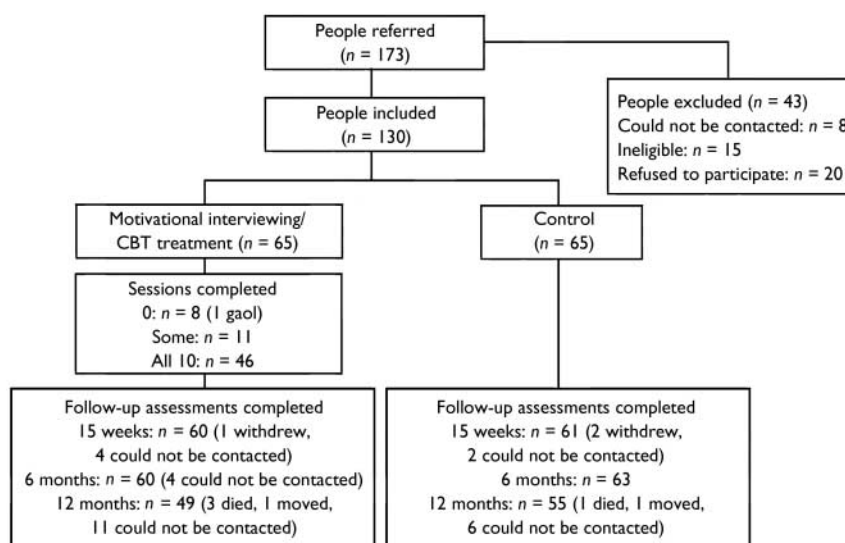 People referred
(n = 173)
People excluded (n = 43)
Could not be contacted: n = 8
Ineligible: n = 15
Refused to participate: n = 20
People included
(n = 130)
Motivational interviewing/
CBT treatment (n = 65)
Control
(n = 65)
Sessions completed
0: n = 8 (1 gaol)
Some: n = 11
All 10: n = 46
Follow-up assessments completed
15 weeks: n = 60 (1 withdrew,
4 could not be contacted)
6 months: n = 60 (4 could not be contacted)
12 months: n = 49 (3 died, 1 moved,
11 could not be contacted)
Follow-up assessments completed
15 weeks: n = 61 (2 withdrew,
2 could not be contacted)
6 months: n = 63
12 months: n = 55 (1 died, 1 moved,
6 could not be contacted)